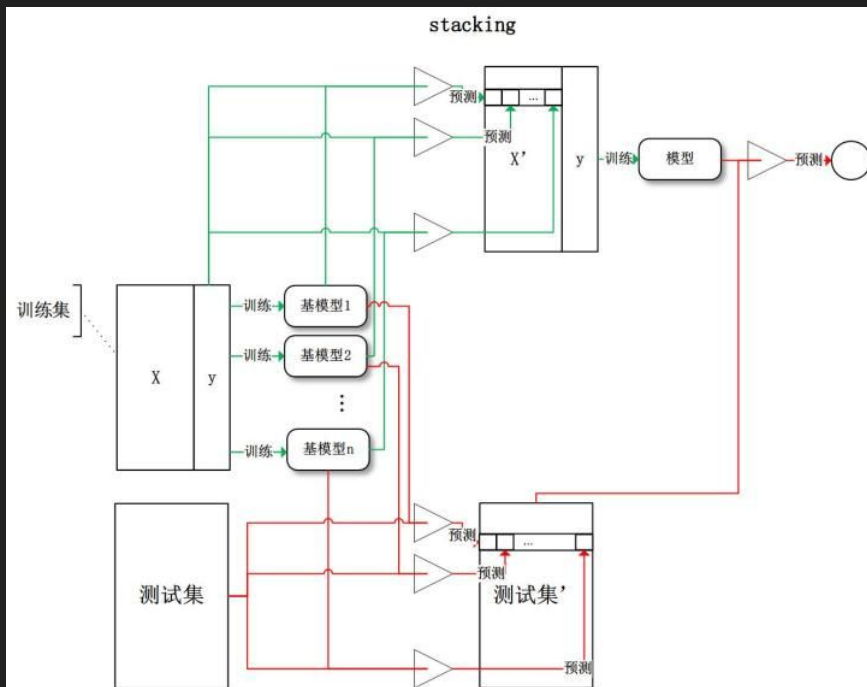 stacking
预测
预测
...
X'
y
训练
模型
预测
训练集
X
y
训练
基模型1
训练
基模型2
⋮
训练
基模型n
测试集
预测
...
预测
测试集'
预测